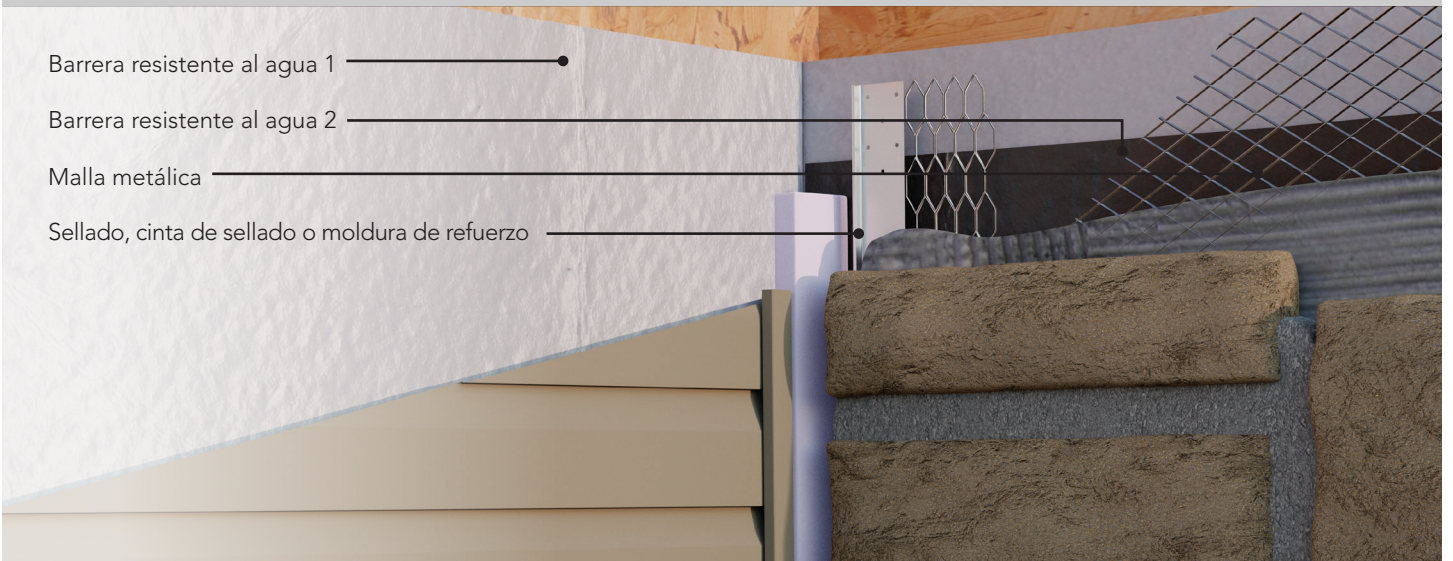 Barrera resistente al agua 1
Barrera resistente al agua 2
Malla metálica
Sellado, cinta de sellado o moldura de refuerzo